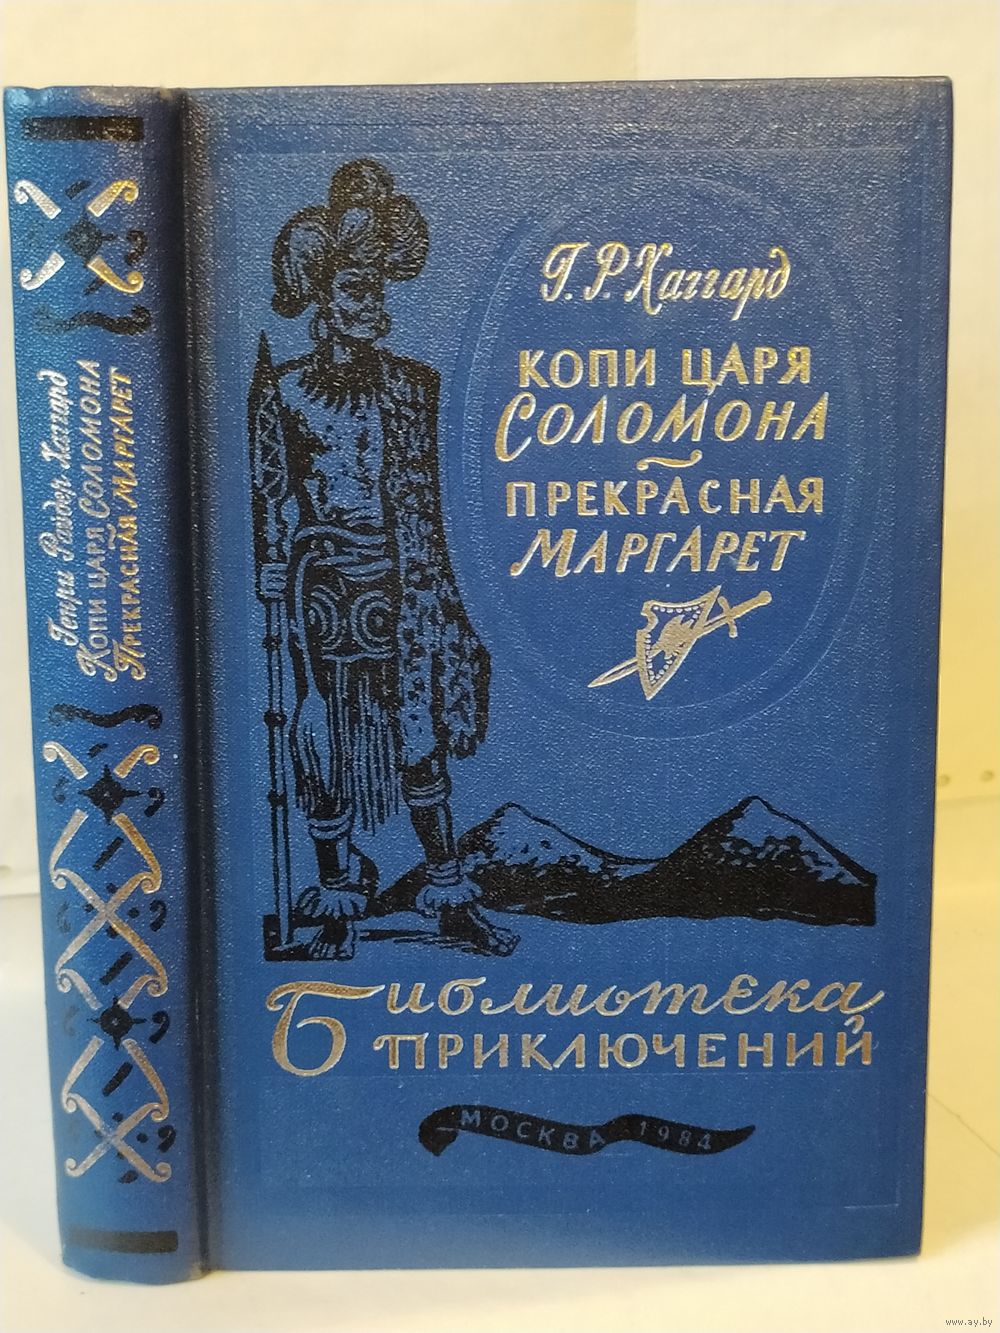 Генри Райдер Хаггард
Копи царя Соломона
~
Прекрасная Маргарет
Г. Р. Хаггард
КОПИ ЦАРЯ
СОЛОМОНА
~
ПРЕКРАСНАЯ
МАРГАРЕТ
Библиотека
ПРИКЛЮЧЕНИЙ
МОСКВА 1984
www.ay.by